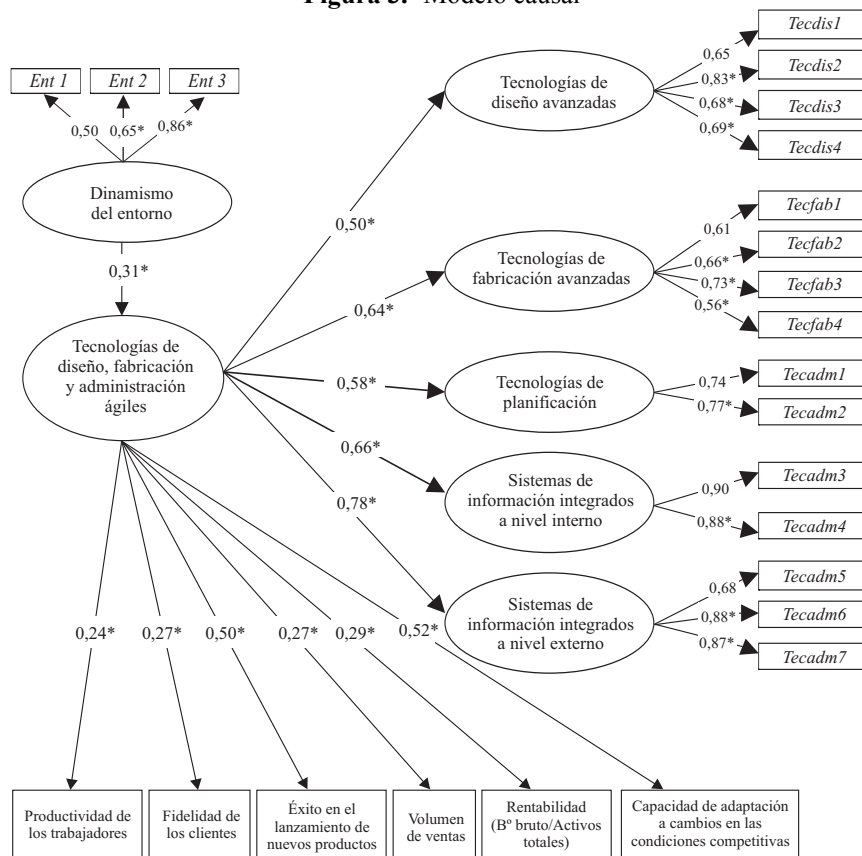 Figura 3. Modelo causal
Ent 1
Ent 2
Ent 3
0,50
0,65*
0,86*
Dinamismo
del entorno
0,31*
Tecnologías de
diseño, fabricación
y administración
ágiles
0,50*
0,64*
0,58*
0,66*
0,78*
Tecnologías de
diseño avanzadas
0,65
0,83*
0,68*
0,69*
Tecdis1
Tecdis2
Tecdis3
Tecdis4
Tecnologías de
fabricación avanzadas
0,61
0,66*
0,73*
0,56*
Tecfab1
Tecfab2
Tecfab3
Tecfab4
Tecnologías de
planificación
0,74
0,77*
Tecadm1
Tecadm2
Sistemas de
información integrados
a nivel interno
0,90
0,88*
Tecadm3
Tecadm4
Sistemas de
información integrados
a nivel externo
0,68
0,88*
0,87*
Tecadm5
Tecadm6
Tecadm7
0,24*
0,27*
0,50*
0,27*
0,29*
0,52*
Productividad de
los trabajadores
Fidelidad de
los clientes
Éxito en el
lanzamiento de
nuevos productos
Volumen
de ventas
Rentabilidad
(Bº bruto/Activos
totales)
Capacidad de adaptación
a cambios en las
condiciones competitivas